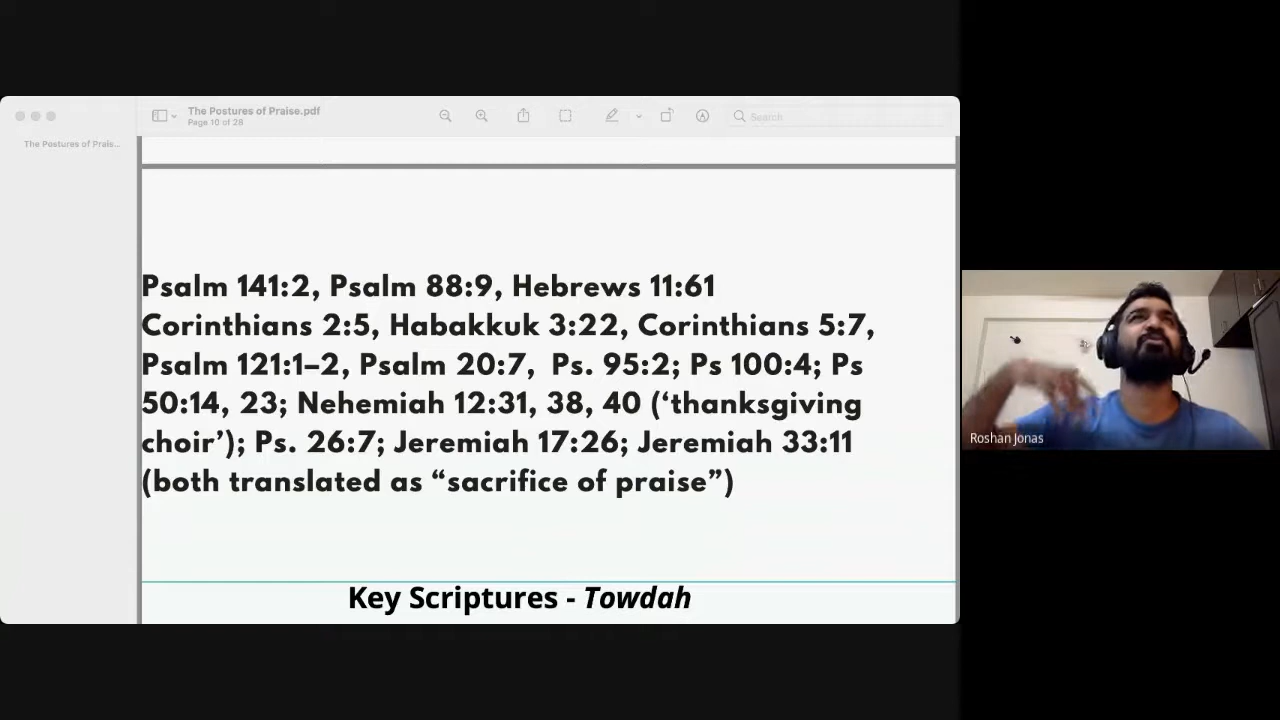 The Postures of Praise.pdf
Page 10 of 28
Search
The Postures of Prais...
Psalm 141:2, Psalm 88:9, Hebrews 11:61
Corinthians 2:5, Habakkuk 3:22, Corinthians 5:7,
Psalm 121:1–2, Psalm 20:7, Ps. 95:2; Ps 100:4; Ps
50:14, 23; Nehemiah 12:31, 38, 40 (‘thanksgiving
choir’); Ps. 26:7; Jeremiah 17:26; Jeremiah 33:11
(both translated as “sacrifice of praise”)
Key Scriptures - Towdah
Roshan Jonas